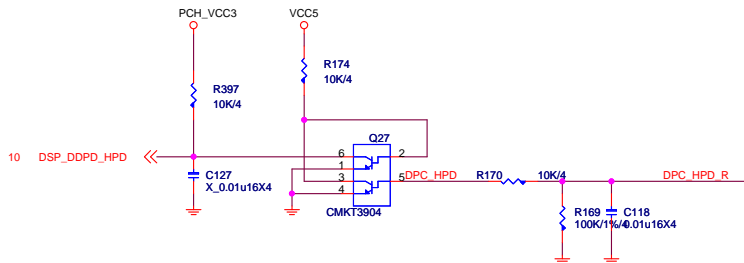 PCH_VCC3
VCC5
R174
10K/4
R397
10K/4
Q27
10 DSP_DDPD_HPD
6
1
3
4
2
5
DPC_HPD
R170
10K/4
DPC_HPD_R
C127
X_0.01u16X4
CMKT3904
R169
100K/1%/4
C118
0.01u16X4